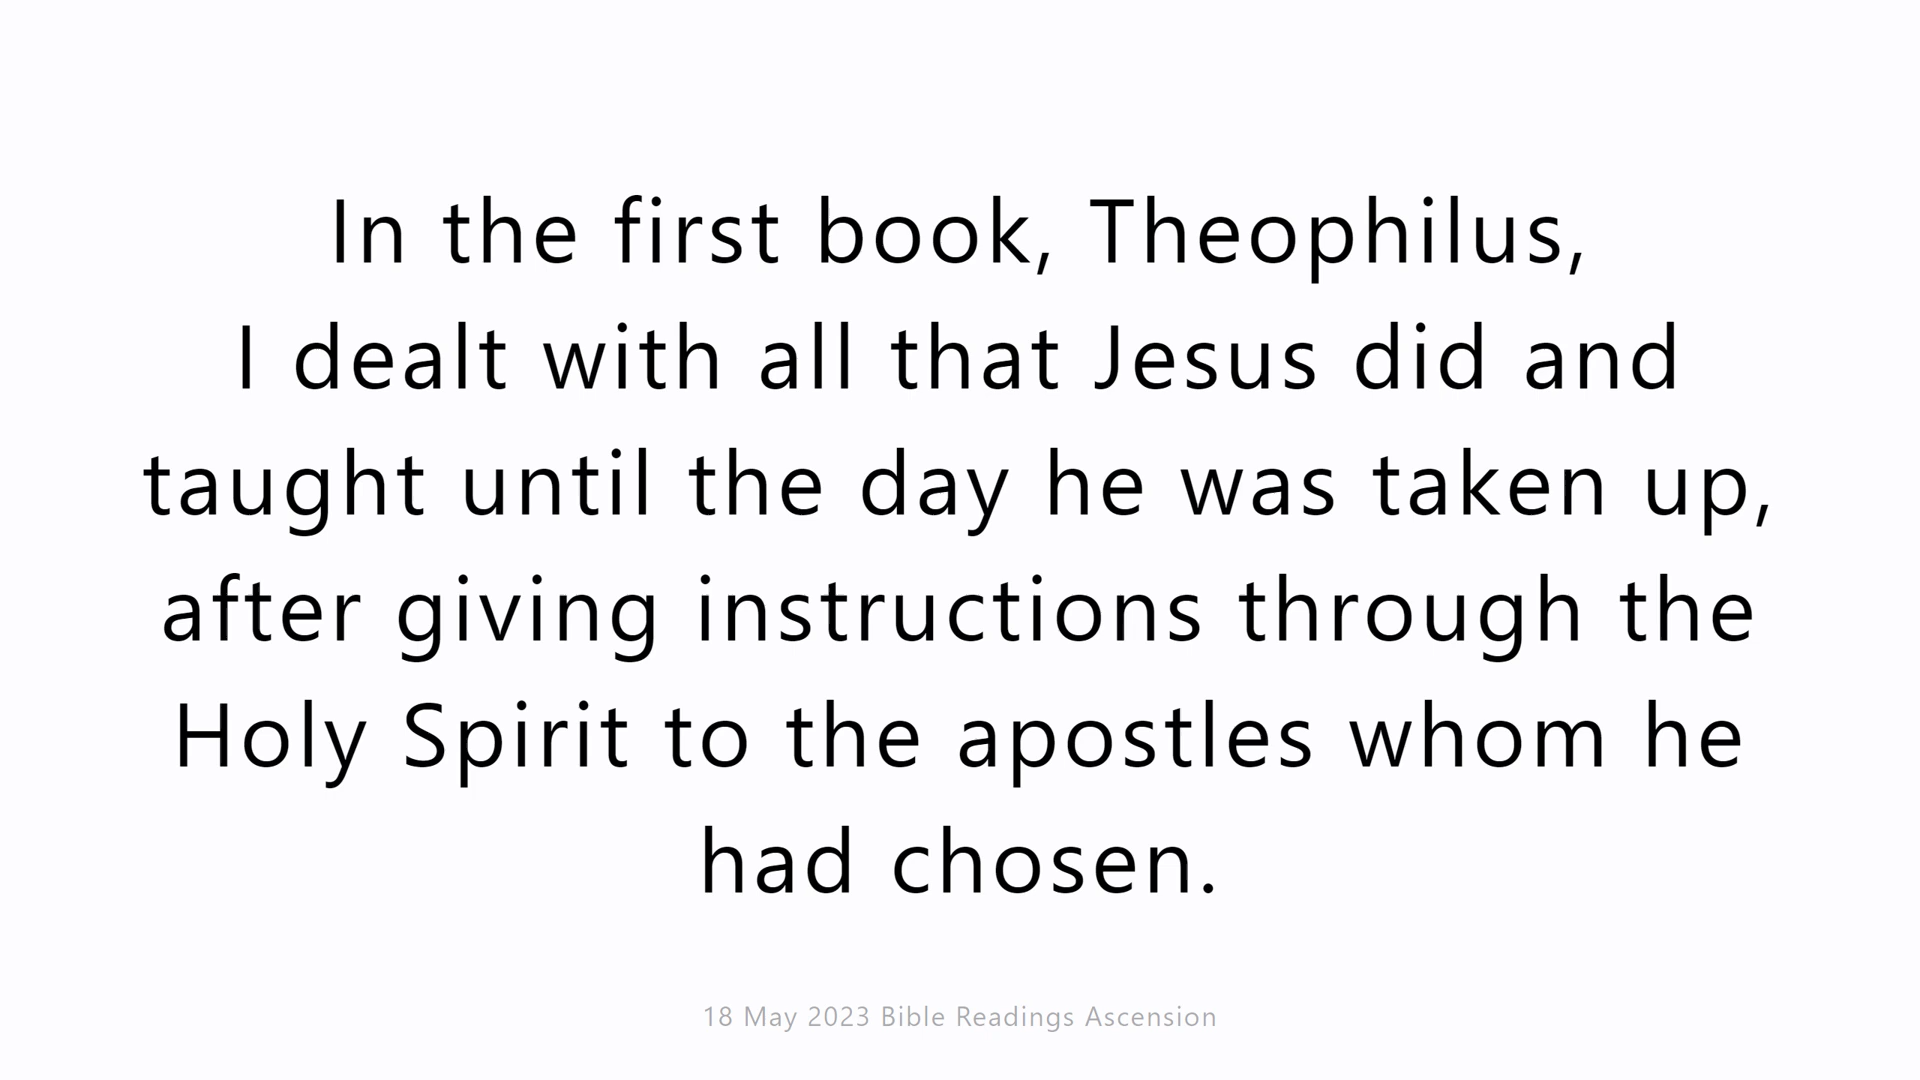 In the first book, Theophilus,
I dealt with all that Jesus did and
taught until the day he was taken up,
after giving instructions through the
Holy Spirit to the apostles whom he
had chosen.
18 May 2023 Bible Readings Ascension